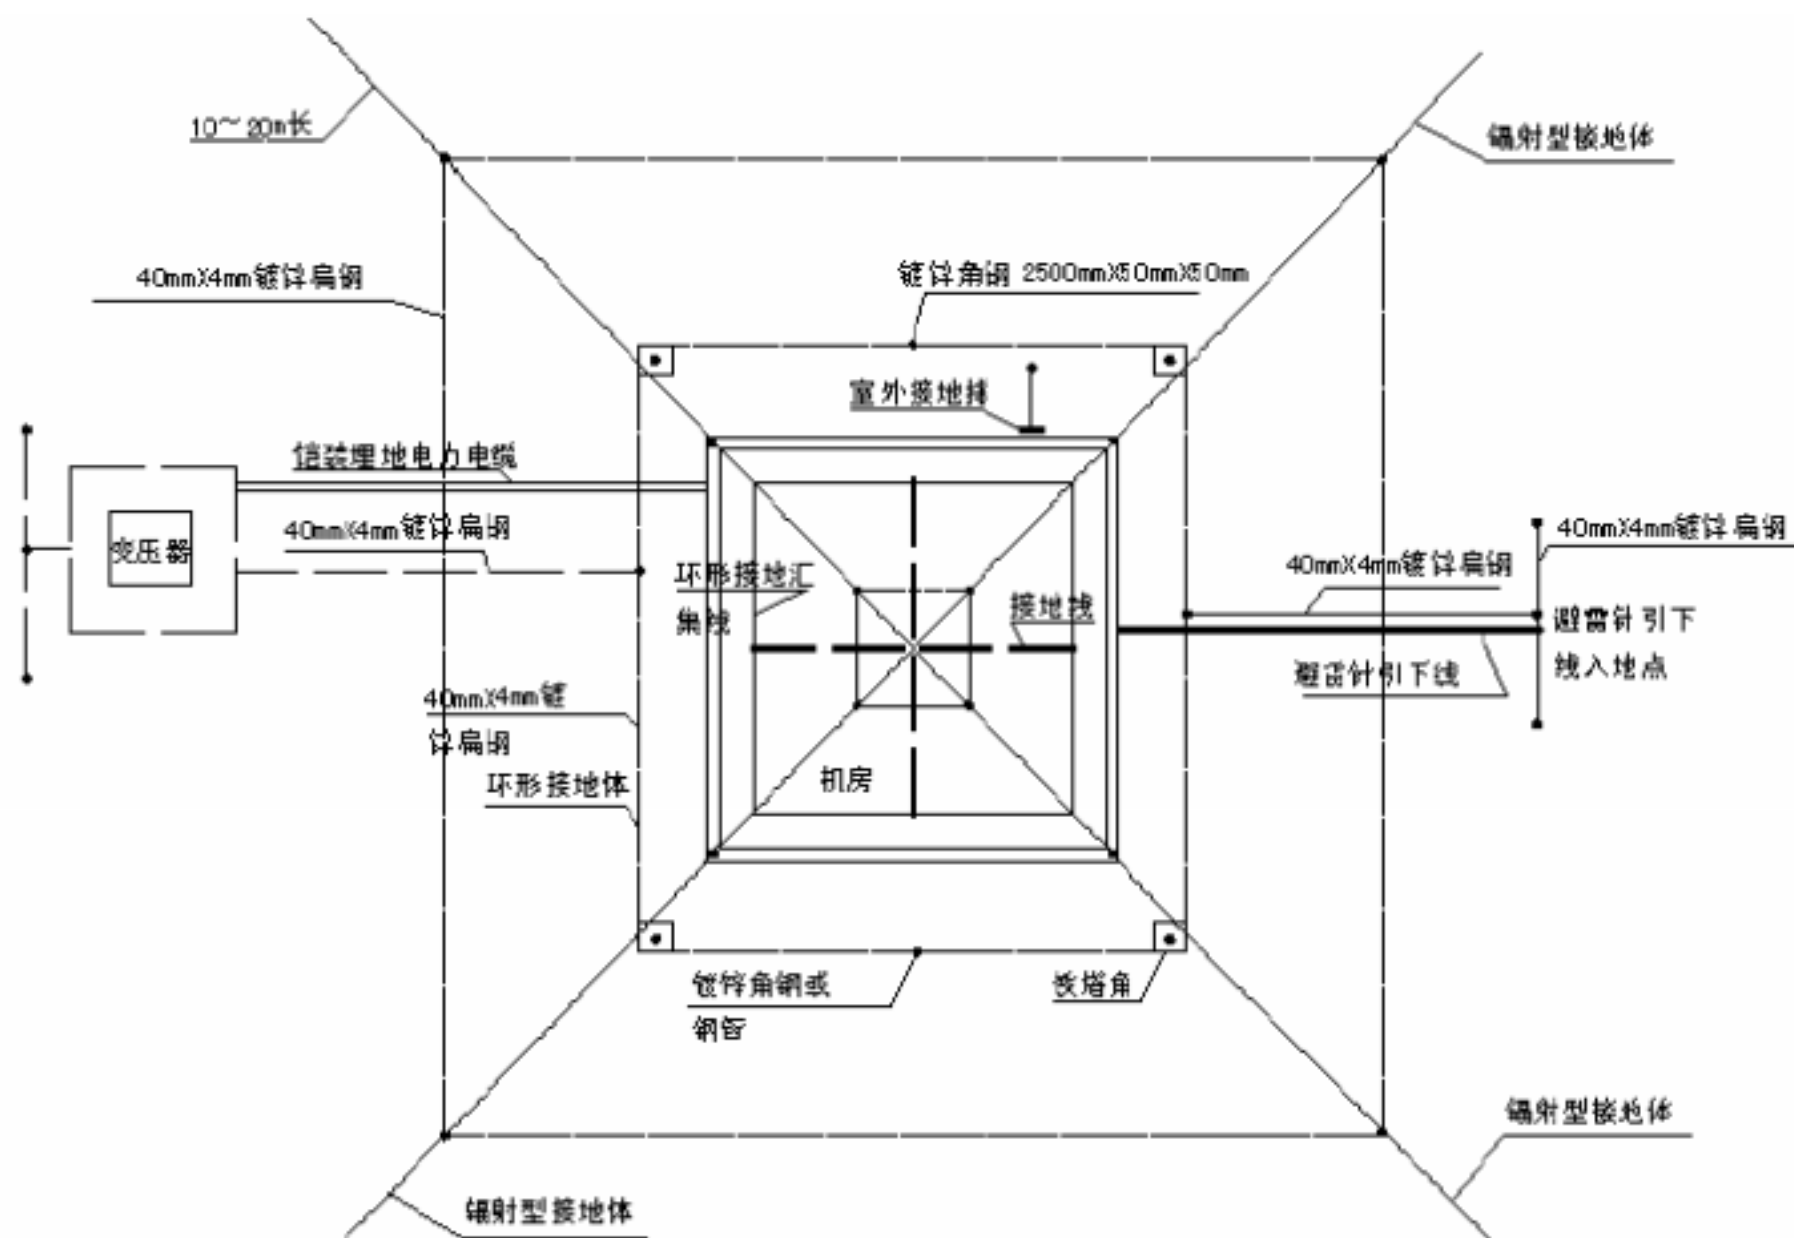 10～20m长
辐射型接地体
40mmX4mm镀锌扁钢
镀锌角钢 2500mmX50mmX50mm
室外接地排
铠装埋地电力电缆
40mmX4mm镀锌扁钢
变压器
环形接地汇
集线
接地线
40mmX4mm镀锌扁钢
40mmX4mm镀锌扁钢
避雷针引下
线入地点
避雷针引下线
40mmX4mm镀
锌扁钢
环形接地体
机房
镀锌角钢或
钢管
铁塔角
辐射型接地体
辐射型接地体